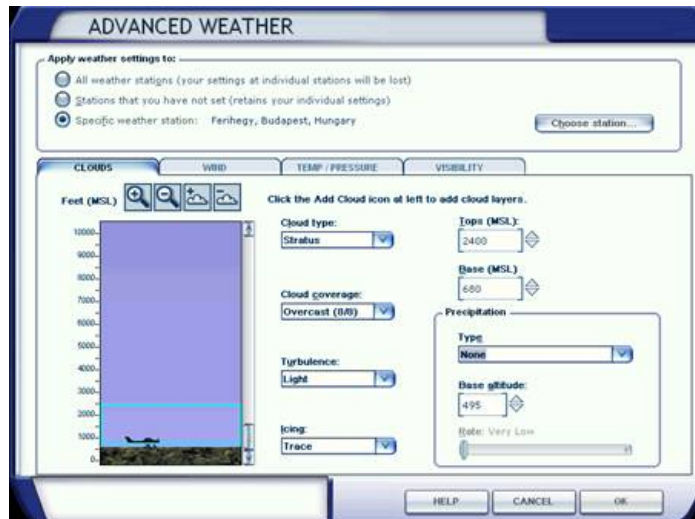 ADVANCED WEATHER
Apply weather settings to:
All weather stations (your settings at individual stations will be lost)
Stations that you have not set (retains your individual settings)
Specific weather station: Ferihegy, Budapest, Hungary
Choose station...
CLOUDS WIND TEMP / PRESSURE VISIBILITY
Feet (MSL)
Click the Add Cloud icon at left to add cloud layers.
10000
9000
8000
7000
6000
5000
4000
3000
2000
1000
0
Cloud type:
Stratus
Cloud coverage:
Overcast (8/8)
Turbulence:
Light
Icing:
Trace
Tops (MSL):
2400
Base (MSL)
680
Precipitation
Type
None
Base altitude:
495
Rate: Very Low
HELP CANCEL OK